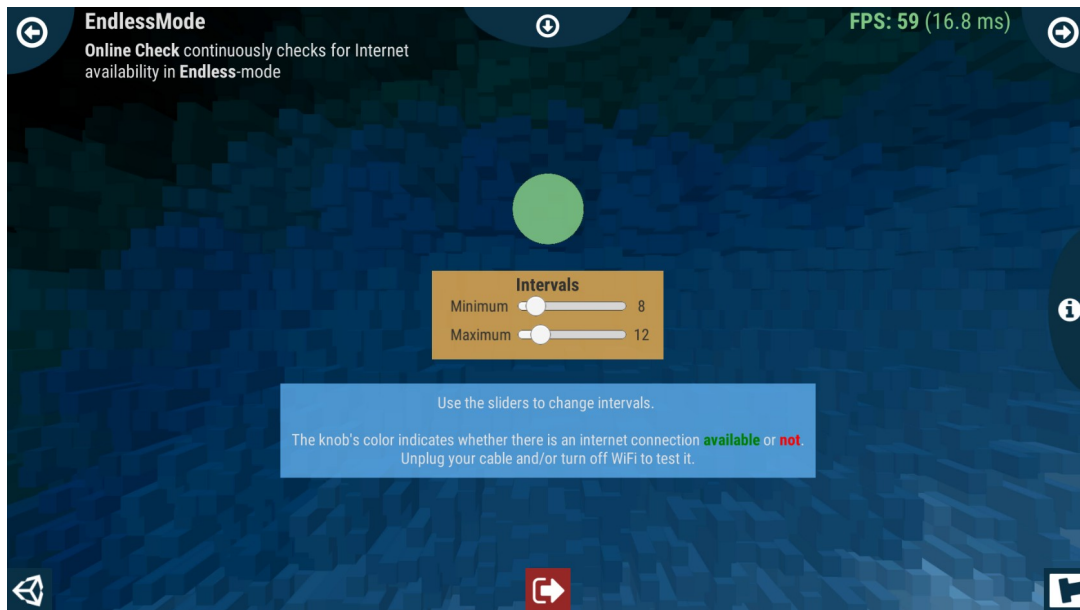 EndlessMode
FPS: 59 (16.8 ms)
Online Check continuously checks for Internet
availability in Endless-mode
Intervals
Minimum 8
Maximum 12
Use the sliders to change intervals.
The knob's color indicates whether there is an internet connection available or not.
Unplug your cable and/or turn off WiFi to test it.